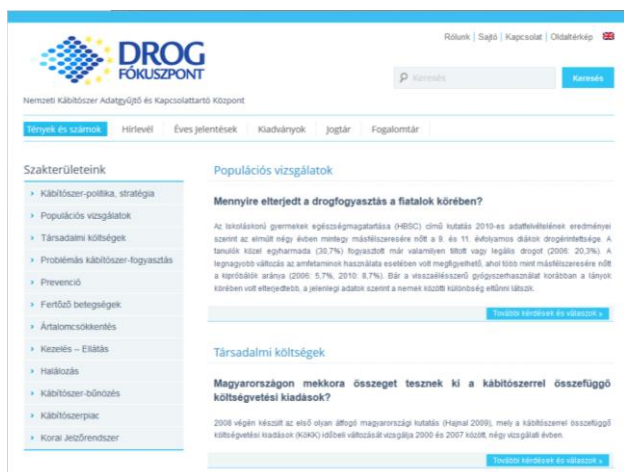 Rólunk | Sajtó | Kapcsolat | Oldaltérkép
DROG
FÓKUSZPONT
Keresés
Keresés
Nemzeti Kábítószer Adatgyűjtő és Kapcsolattartó Központ
Tények és számok Hírlevél Éves Jelentések Kiadványok Jogtár Fogalomtár
Szakterületeink
Kábítószer-politika, stratégia
Populációs vizsgálatok
Társadalmi költségek
Problémás kábítószer-fogyasztás
Prevenció
Fertőző betegségek
Ártalomcsökkentés
Kezelés – Ellátás
Halálozás
Kábítószer-bűnözés
Kábítószerpiac
Korai Jelzőrendszer
Populációs vizsgálatok
Mennyire elterjedt a drogfogyasztás a fiatalok körében?
Az Iskoláskorú gyermekek egészségmagatartása (HBSC) című kutatás 2010-es adatfelvételének eredményei
szerint az elmúlt négy évben mintegy másfélszeresére nőtt a 9. és 11. évfolyamos diákok drogérintettsége. A
tanulók közel egyharmada (30,7%) fogyasztott már valamilyen tiltott vagy legális drogot (2006: 20,3%). A
legnagyobb változás az amfetaminok használata esetében volt megfigyelhető, ahol több mint másfélszeresére nőtt
a kipróbálók aránya (2006: 5,7%, 2010: 8,7%). Bár a visszaélésszerű gyógyszerhasználat korábban a lányok
körében volt elterjedtebb, a jelenlegi adatok szerint a nemek közötti különbség eltűnni látszik.
További kérdések és válaszok »
Társadalmi költségek
Magyarországon mekkora összeget tesznek ki a kábítószerrel összefüggő
költségvetési kiadások?
2008 végén készült az első olyan átfogó magyarországi kutatás (Hajnal 2009), mely a kábítószerrel összefüggő
költségvetési kiadások (KöKK) időbeli változását vizsgálja 2000 és 2007 között, négy vizsgálati évben.
További kérdések és válaszok »